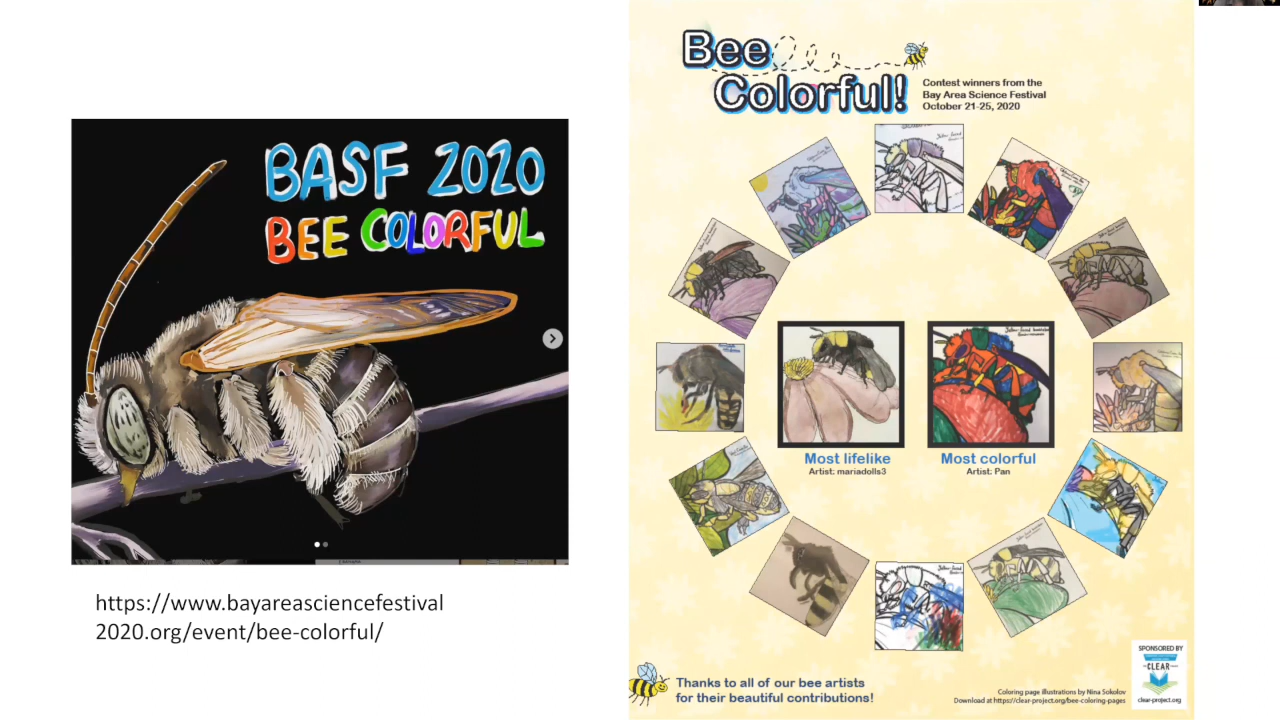 BASF 2020
BEE COLORFUL
https://www.bayareasciencefestival
2020.org/event/bee-colorful/
Bee
Colorful!
Contest winners from the
Bay Area Science Festival
October 21-25, 2020
Most lifelike
Artist: mariadolls3
Most colorful
Artist: Pan
Thanks to all of our bee artists
for their beautiful contributions!
Coloring page illustrations by Nina Sokolov
Download at https://clear-project.org/bee-coloring-pages
SPONSORED BY
CLEAR
clear-project.org